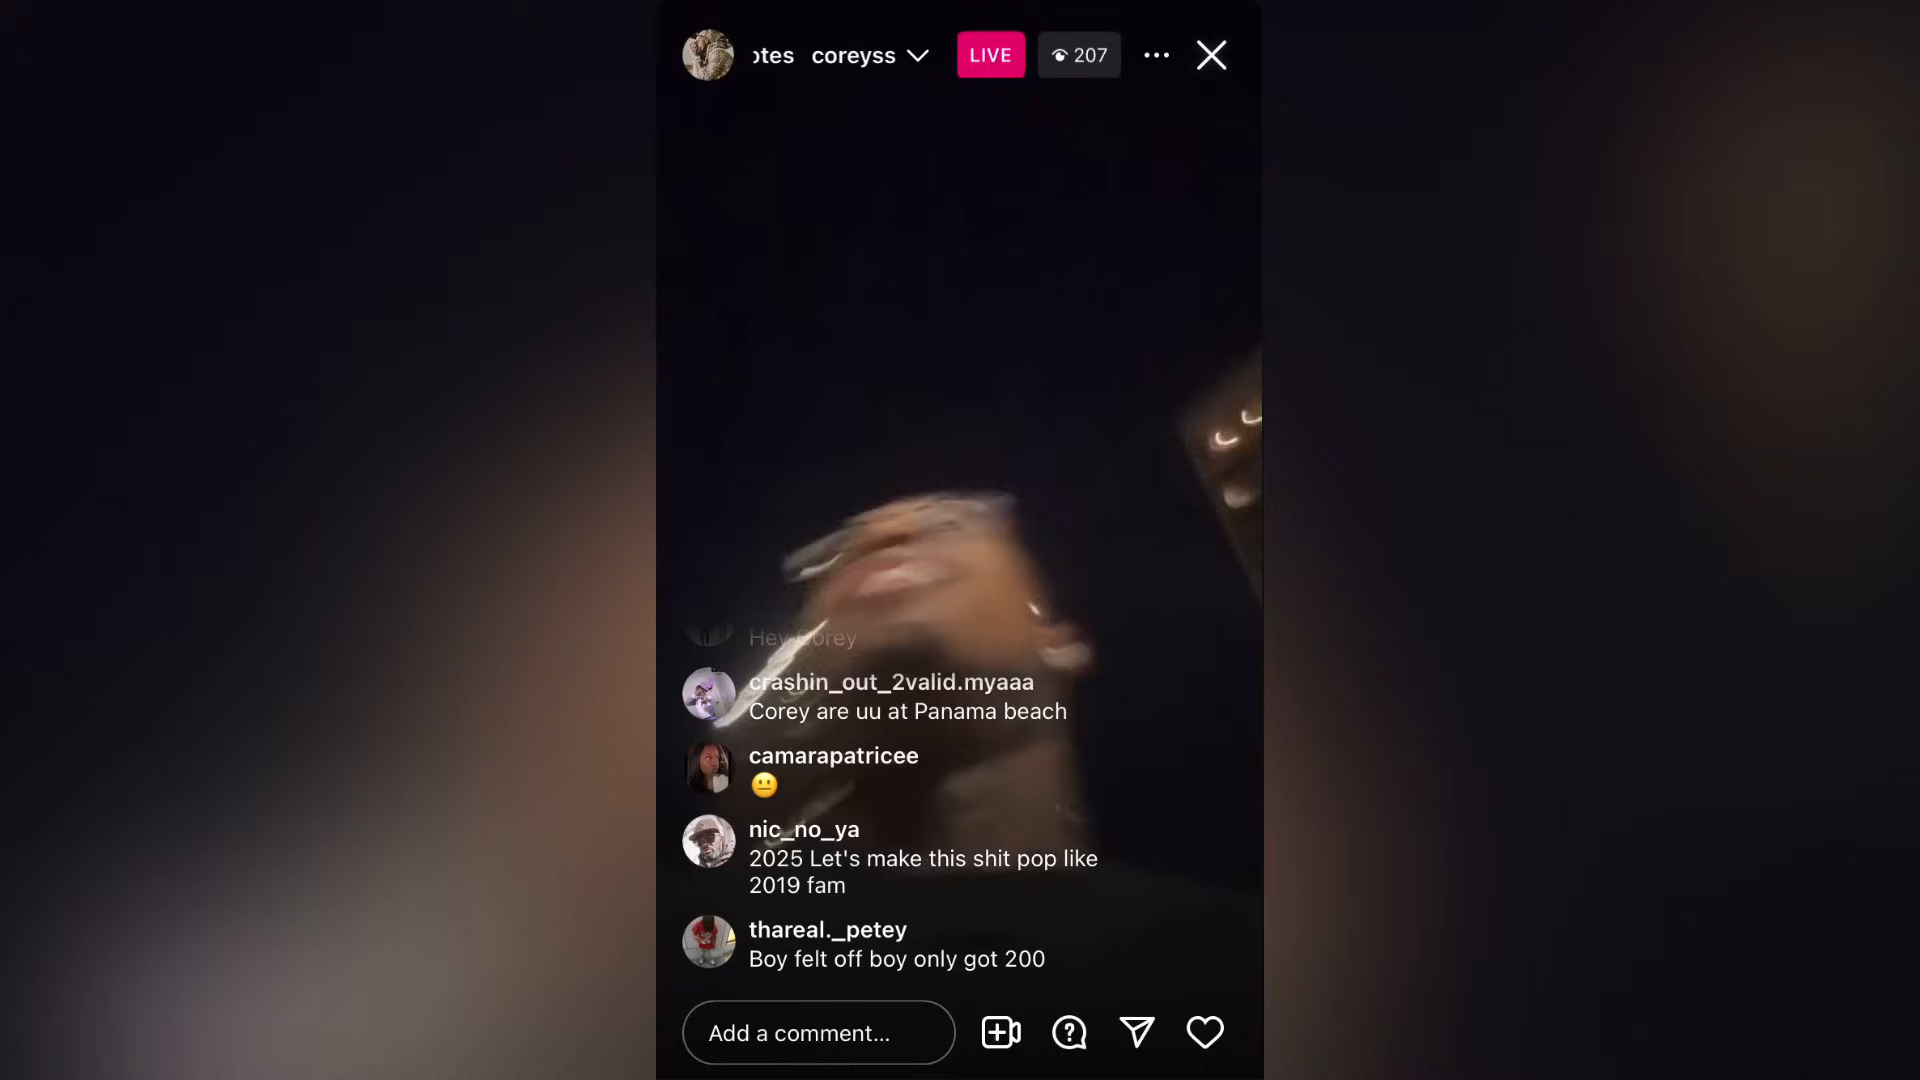 otes coreyss
LIVE
207
Hey Corey
crashin_out_2valid.myaaa
Corey are uu at Panama beach
camarapatricee
nic_no_ya
2025 Let's make this shit pop like
2019 fam
thareal._petey
Boy felt off boy only got 200
Add a comment...